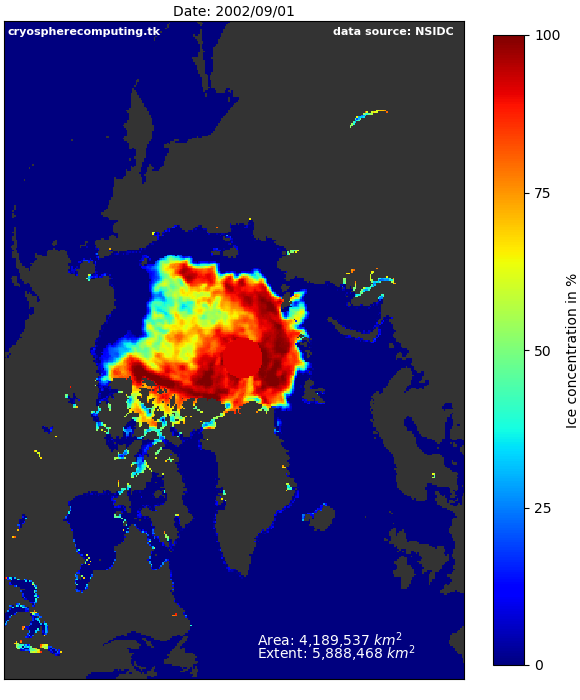 Date: 2002/09/01
cryospherecomputing.tk
data source: NSIDC
100
75
50
25
0
Ice concentration in %
Area: 4,189,537 km²
Extent: 5,888,468 km²